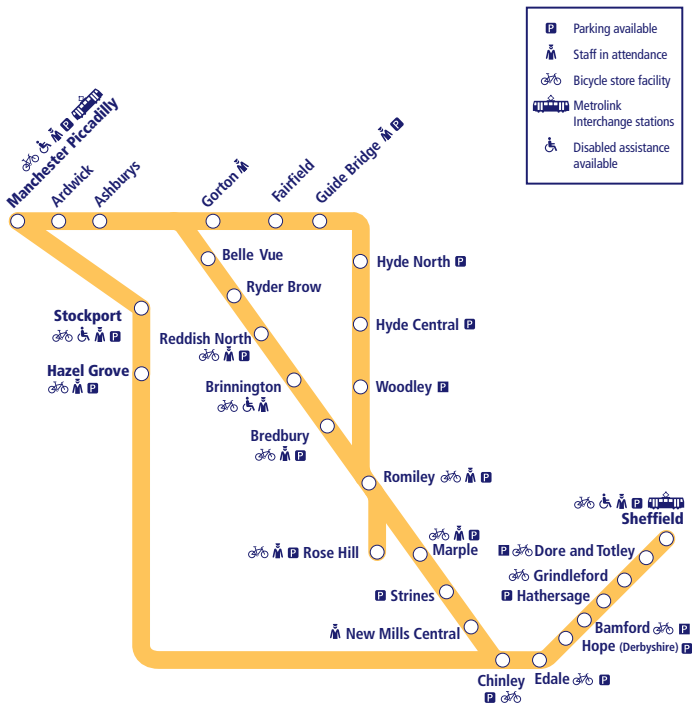 P Parking available
Staff in attendance
Bicycle store facility
Metrolink
Interchange stations
Disabled assistance
available
P
Manchester Piccadilly
Ardwick
Ashburys
Gorton
Fairfield
Guide Bridge P
Belle Vue
Hyde North P
Ryder Brow
Stockport
P
Hyde Central P
Reddish North
P
Hazel Grove
P
Brinnington
Woodley P
Bredbury
P
Romiley P
P
Sheffield
P
Marple
P Rose Hill
P Dore and Totley
Grindleford
P Strines
P Hathersage
Bamford P
New Mills Central
Hope (Derbyshire) P
Chinley
P
Edale P